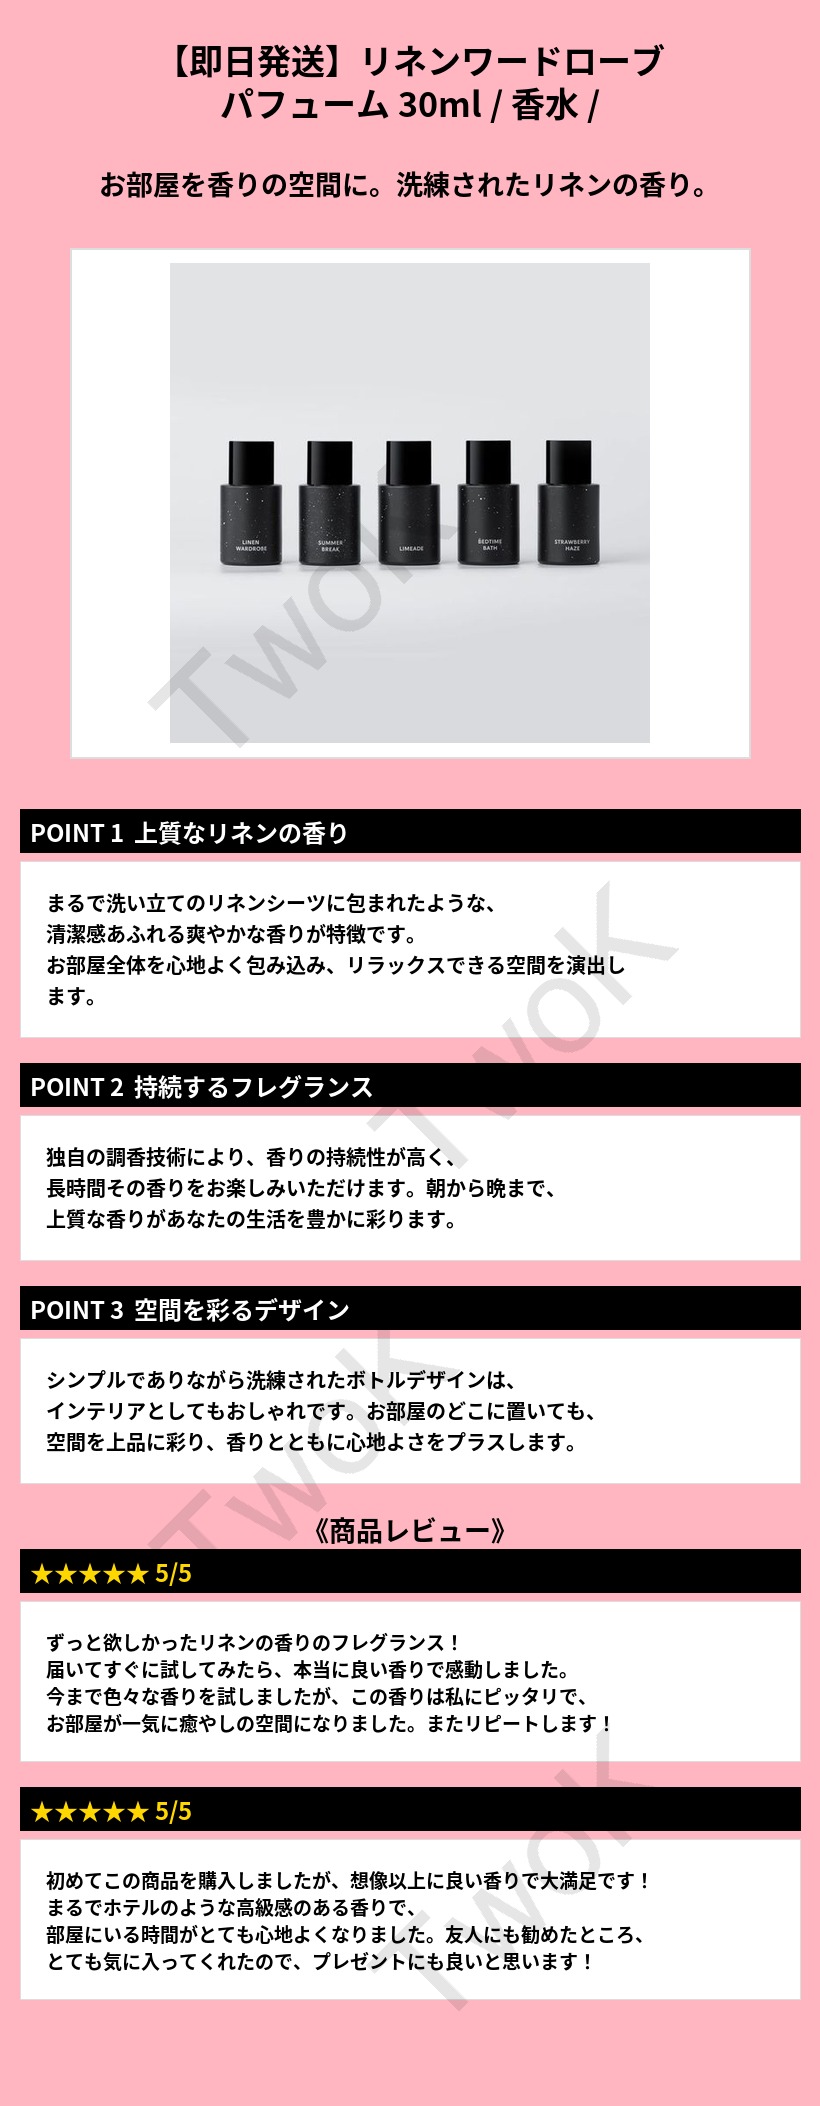 【即日発送】リネンワードローブ
パフューム 30ml / 香水 /
お部屋を香りの空間に。洗練されたリネンの香り。
LINEN
WARDROBE
SUMMER
BREAK
LIMEADE
BEDTIME
BATH
STRAWBERRY
HAZE
TwoK
POINT 1 上質なリネンの香り
まるで洗い立てのリネンシーツに包まれたような、
清潔感あふれる爽やかな香りが特徴です。
お部屋全体を心地よく包み込み、リラックスできる空間を演出し
ます。
TwoK
POINT 2 持続するフレグランス
独自の調香技術により、香りの持続性が高く、
長時間その香りをお楽しみいただけます。朝から晩まで、
上質な香りがあなたの生活を豊かに彩ります。
POINT 3 空間を彩るデザイン
シンプルでありながら洗練されたボトルデザインは、
インテリアとしてもおしゃれです。お部屋のどこに置いても、
空間を上品に彩り、香りとともに心地よさをプラスします。
TwoK
《商品レビュー》
★★★★★ 5/5
ずっと欲しかったリネンの香りのフレグランス！
届いてすぐに試してみたら、本当に良い香りで感動しました。
今まで色々な香りを試しましたが、この香りは私にピッタリで、
お部屋が一気に癒やしの空間になりました。またリピートします！
★★★★★ 5/5
初めてこの商品を購入しましたが、想像以上に良い香りで大満足です！
まるでホテルのような高級感のある香りで、
部屋にいる時間がとても心地よくなりました。友人にも勧めたところ、
とても気に入ってくれたので、プレゼントにも良いと思います！
TwoK